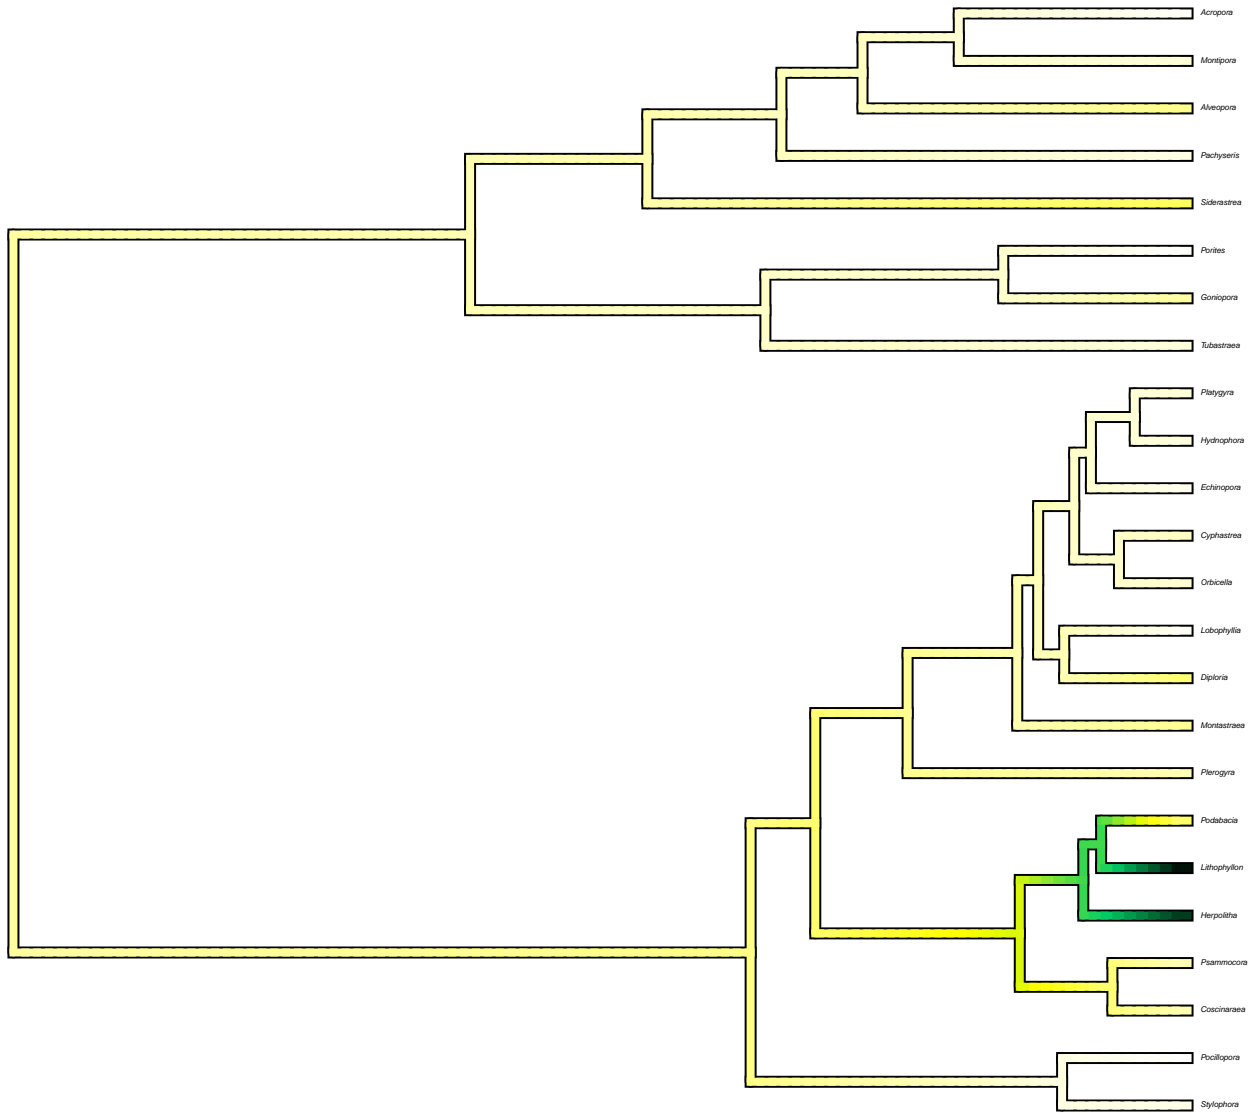 Acropora
Montipora
Alveopora
Pachyseris
Siderastrea
Porites
Goniopora
Tubastraea
Platygyra
Hydnophora
Echinopora
Cyphastrea
Orbicella
Lobophyllia
Diploria
Montastraea
Plerogyra
Podabacia
Lithophyllon
Herpolitha
Psammocora
Coscinaraea
Pocillopora
Stylophora